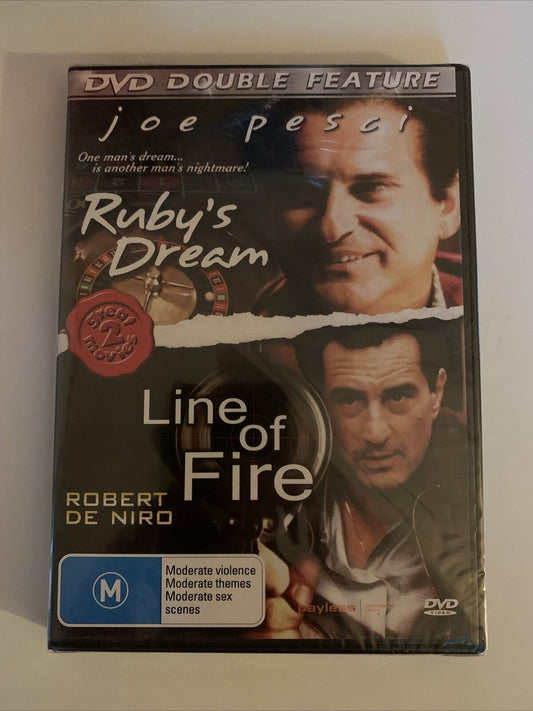 DVD DOUBLE FEATURE
joe pesci
One man's dream...
is another man's nightmare!
Ruby's
Dream
great
2
movies
Line
of
Fire
ROBERT
DE NIRO
M
Moderate violence
Moderate themes
Moderate sex
scenes
payless
DVD
VIDEO